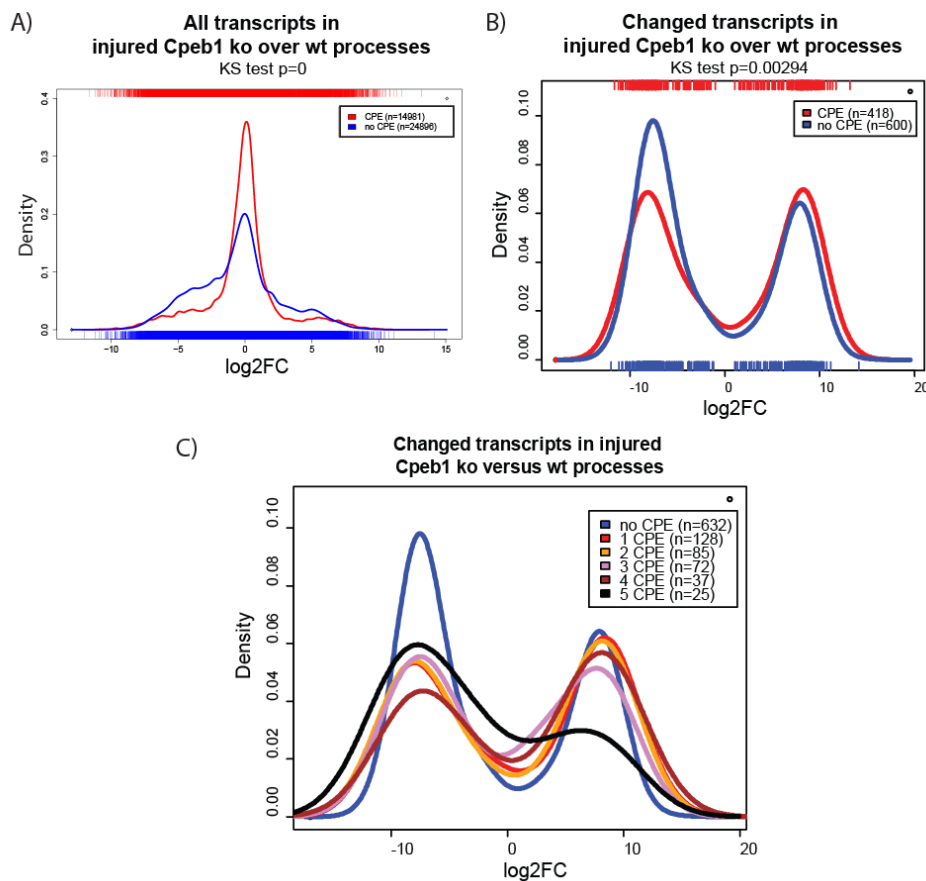 A)
All transcripts in
injured Cpeb1 ko over wt processes
KS test p=0
CPE (n=14981)
no CPE (n=24896)
Density
0.4
0.3
0.2
0.1
0.0
-10 -5 0 5 10 15
log2FC
B)
Changed transcripts in
injured Cpeb1 ko over wt processes
KS test p=0.00294
CPE (n=418)
no CPE (n=600)
Density
0.10
0.08
0.06
0.04
0.02
0.00
-10 0 10 20
log2FC
C)
Changed transcripts in injured
Cpeb1 ko versus wt processes
no CPE (n=632)
1 CPE (n=128)
2 CPE (n=85)
3 CPE (n=72)
4 CPE (n=37)
5 CPE (n=25)
Density
0.10
0.08
0.06
0.04
0.02
0.00
-10 0 10 20
log2FC